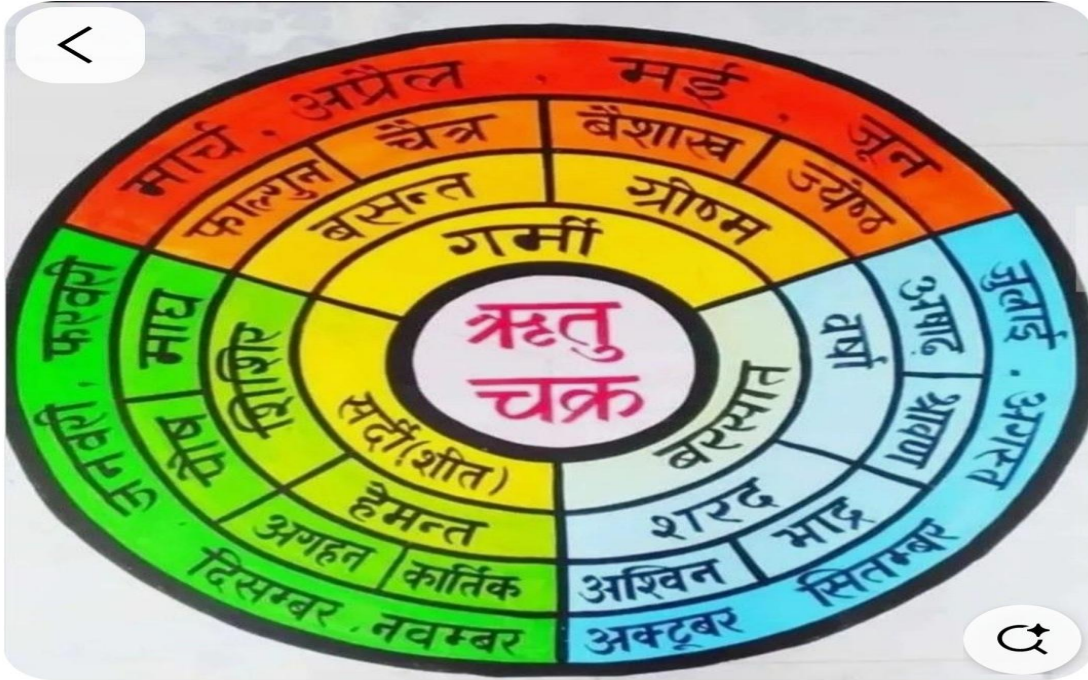 मार्च . अप्रैल . मई . जून
जुलाई . अगस्त
सितम्बर
अक्टूबर
नवम्बर . दिसम्बर
जनवरी . फरवरी
फाल्गुन
चैत्र
बैशाख
ज्येष्ठ
अषाढ़
श्रावण
भाद्र
अश्विन
कार्तिक
अगहन
पौष
माघ
बसन्त
ग्रीष्म
वर्षा
शरद
हेमन्त
शिशिर
गर्मी
बरसात
सर्दी(शीत)
ऋतु
चक्र